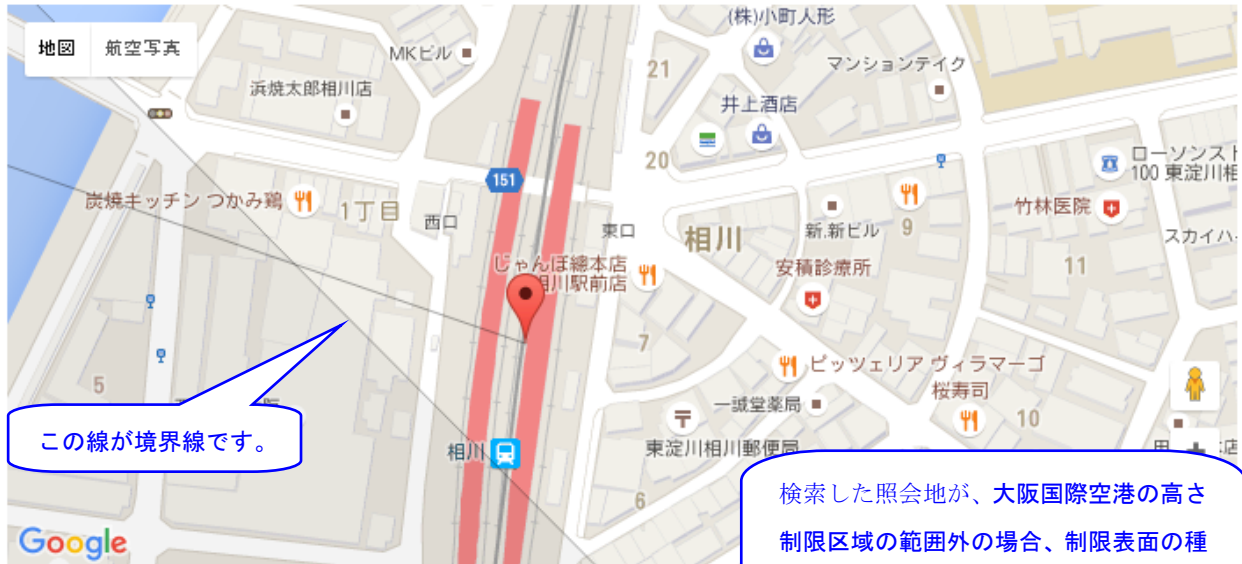 地図 航空写真
(株)小町人形
MKビル
マンションテイク
21
浜焼太郎相川店
井上酒店
20
ローソンスト
100 東淀川相
151
炭焼キッチン つかみ鶏
1丁目
西口
東口
相川
新.新ビル
9
竹林医院
スカイハ
じゃんぼ總本店
相川駅前店
安積診療所
11
7
ピッツェリア ヴィラマーゴ
桜寿司
5
一誠堂薬局
10
この線が境界線です。
東淀川相川郵便局
相川
6
検索した照会地が、大阪国際空港の高さ
制限区域の範囲外の場合、制限表面の種
Google